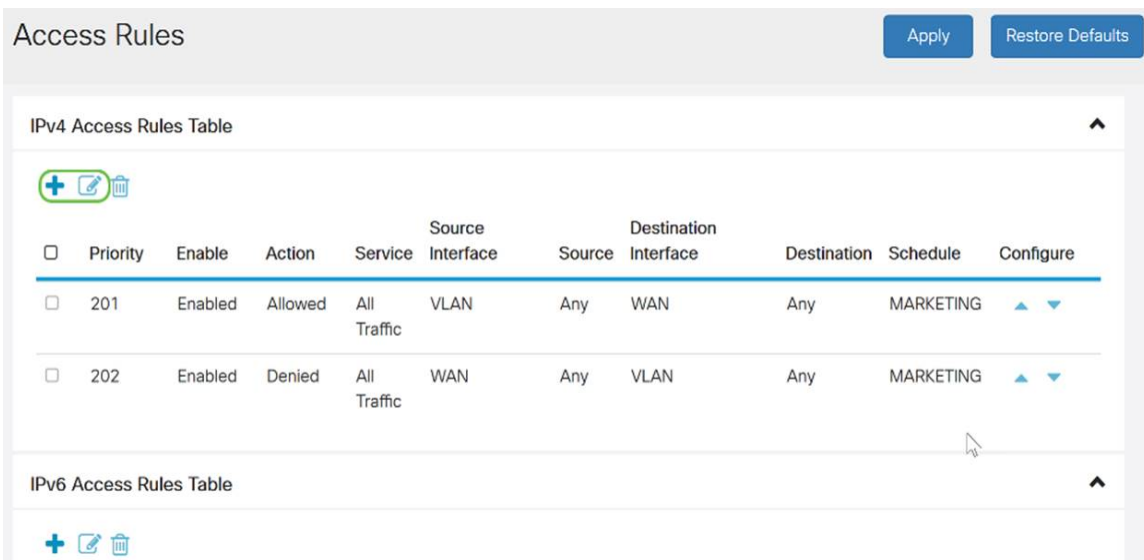 Access Rules
Apply
Restore Defaults
IPv4 Access Rules Table
Priority Enable Action Service Source Interface Source Destination Interface Destination Schedule Configure
201 Enabled Allowed All Traffic VLAN Any WAN Any MARKETING
202 Enabled Denied All Traffic WAN Any VLAN Any MARKETING
IPv6 Access Rules Table